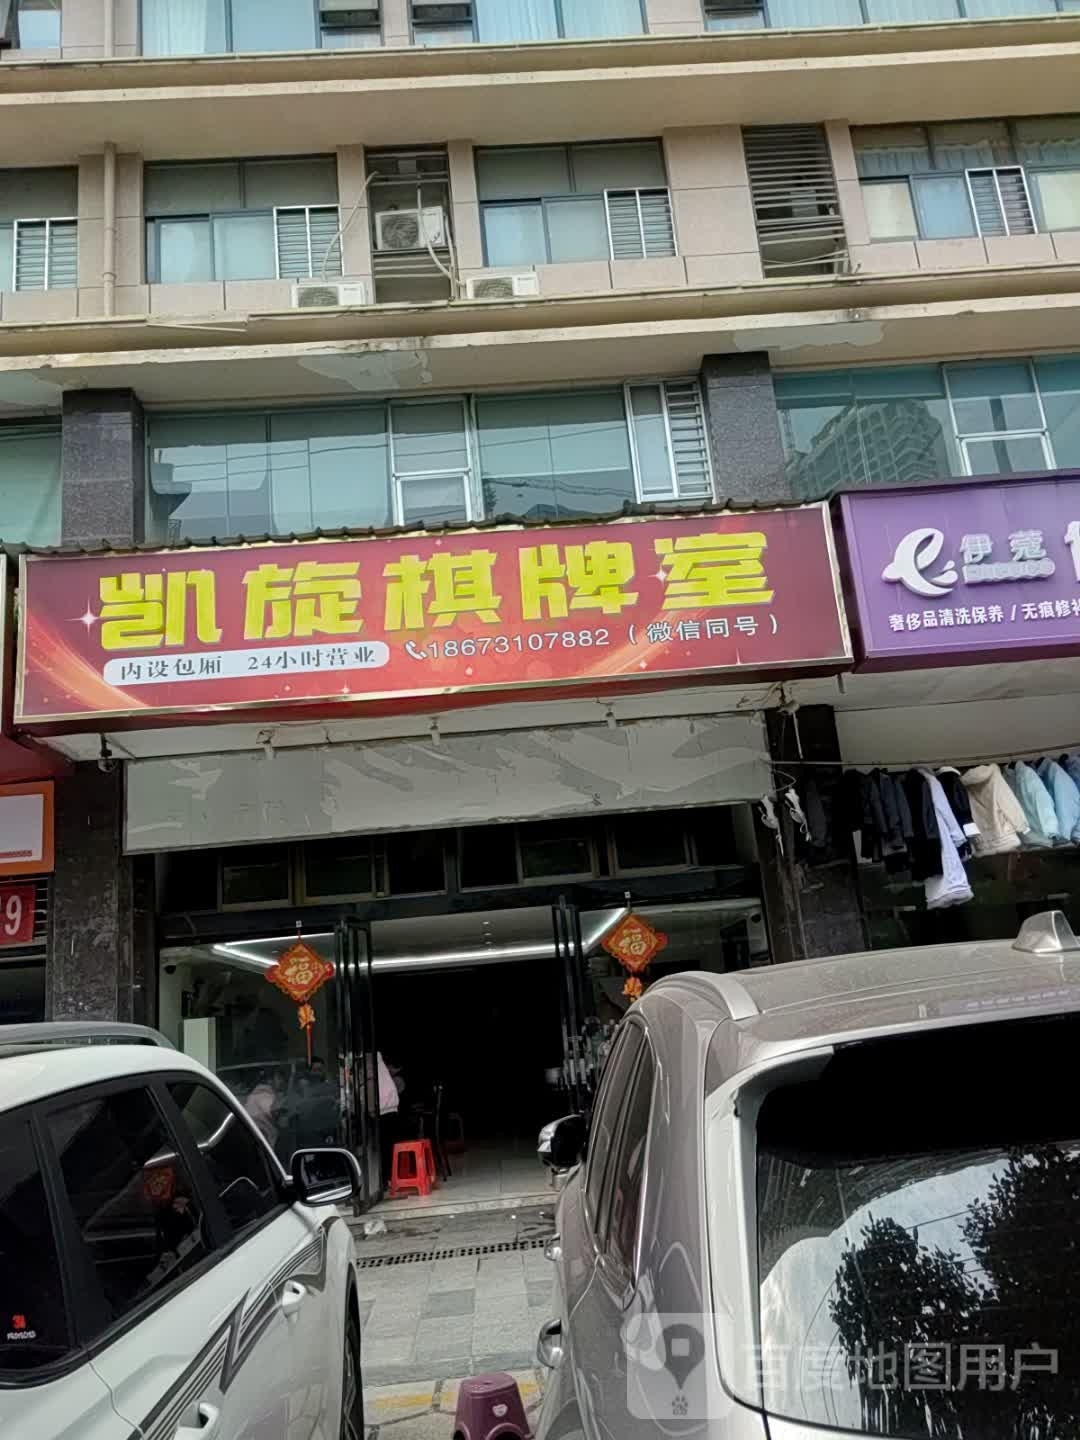 凯旋棋牌室
内设包厢 24小时营业
18673107882（微信同号）
伊蔻
奢侈品清洗保养/无痕修补
9
福
福
百度地图用户